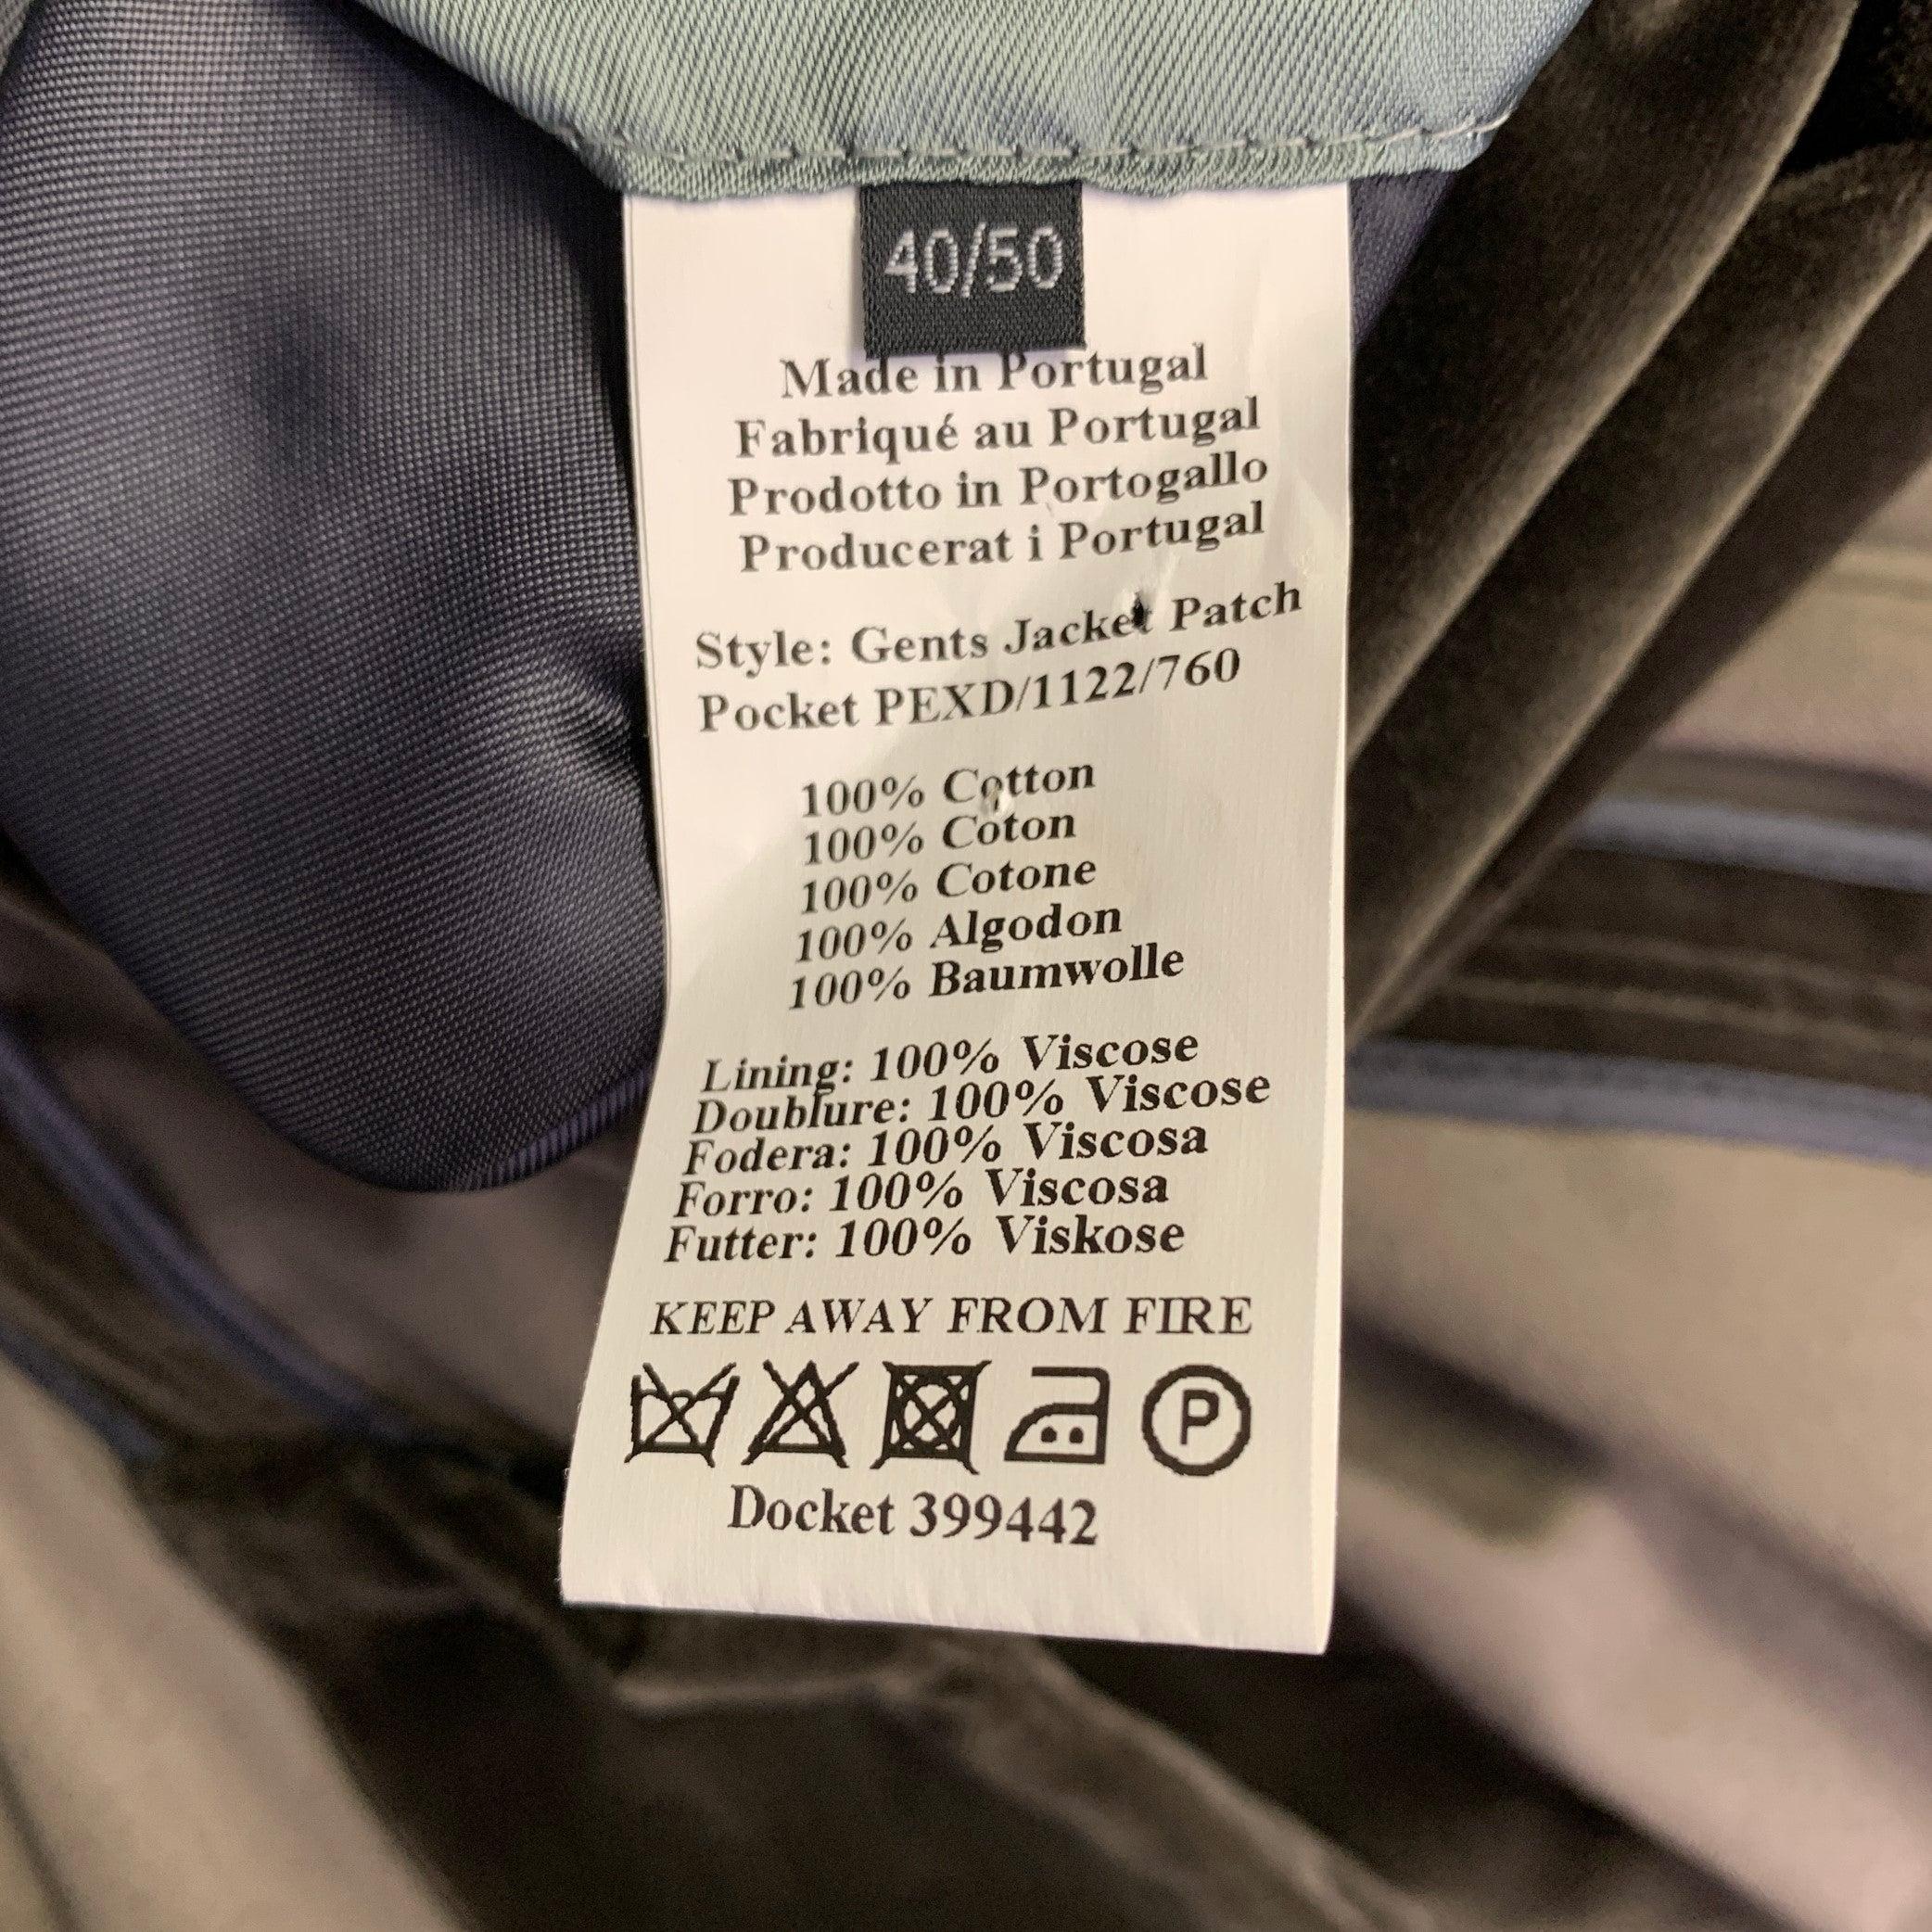 40/50
Made in Portugal
Fabriqué au Portugal
Prodotto in Portogallo
Producerat i Portugal
Style: Gents Jacket Patch
Pocket PEXD/1122/760
100% Cotton
100% Coton
100% Cotone
100% Algodon
100% Baumwolle
Lining: 100% Viscose
Doublure: 100% Viscose
Fodera: 100% Viscosa
Forro: 100% Viscosa
Futter: 100% Viskose
KEEP AWAY FROM FIRE
P
Docket 399442